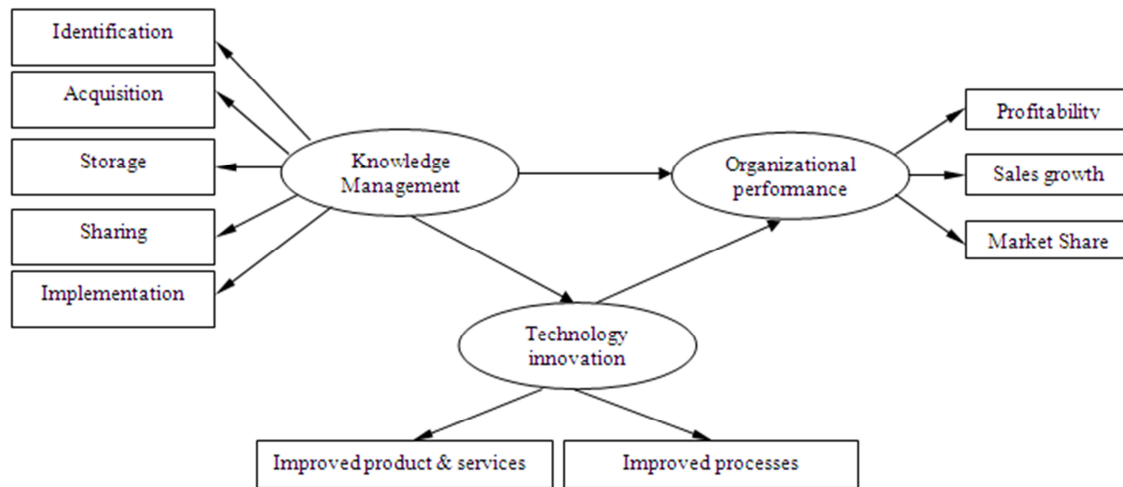 Identification
Acquisition
Storage
Sharing
Implementation
Knowledge
Management
Organizational
performance
Profitability
Sales growth
Market Share
Technology
innovation
Improved product & services
Improved processes